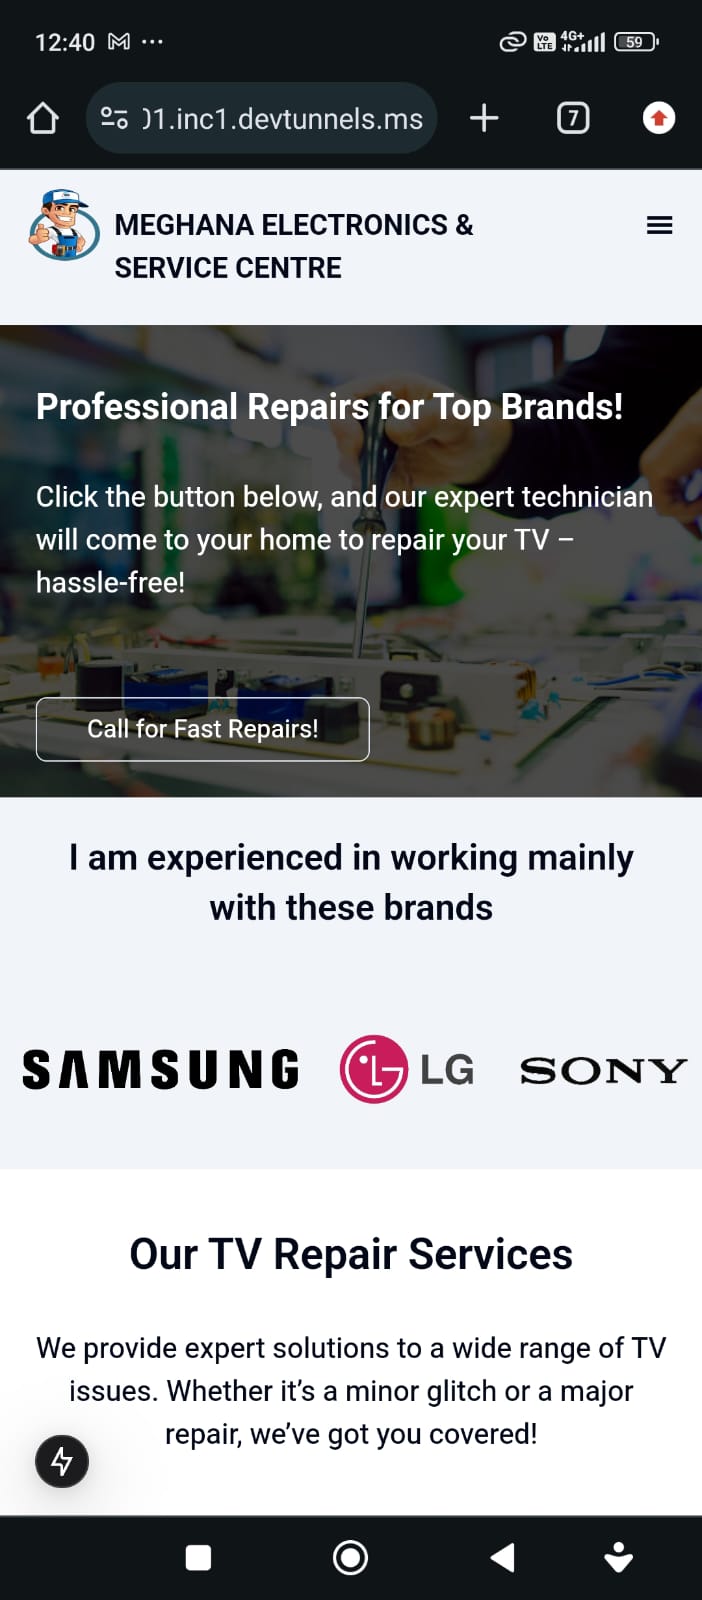 12:40
Vo LTE 4G+ 59
01.inc1.devtunnels.ms
7
MEGHANA ELECTRONICS &
SERVICE CENTRE
Professional Repairs for Top Brands!
Click the button below, and our expert technician
will come to your home to repair your TV –
hassle-free!
Call for Fast Repairs!
I am experienced in working mainly
with these brands
SAMSUNG LG SONY
Our TV Repair Services
We provide expert solutions to a wide range of TV
issues. Whether it’s a minor glitch or a major
repair, we’ve got you covered!